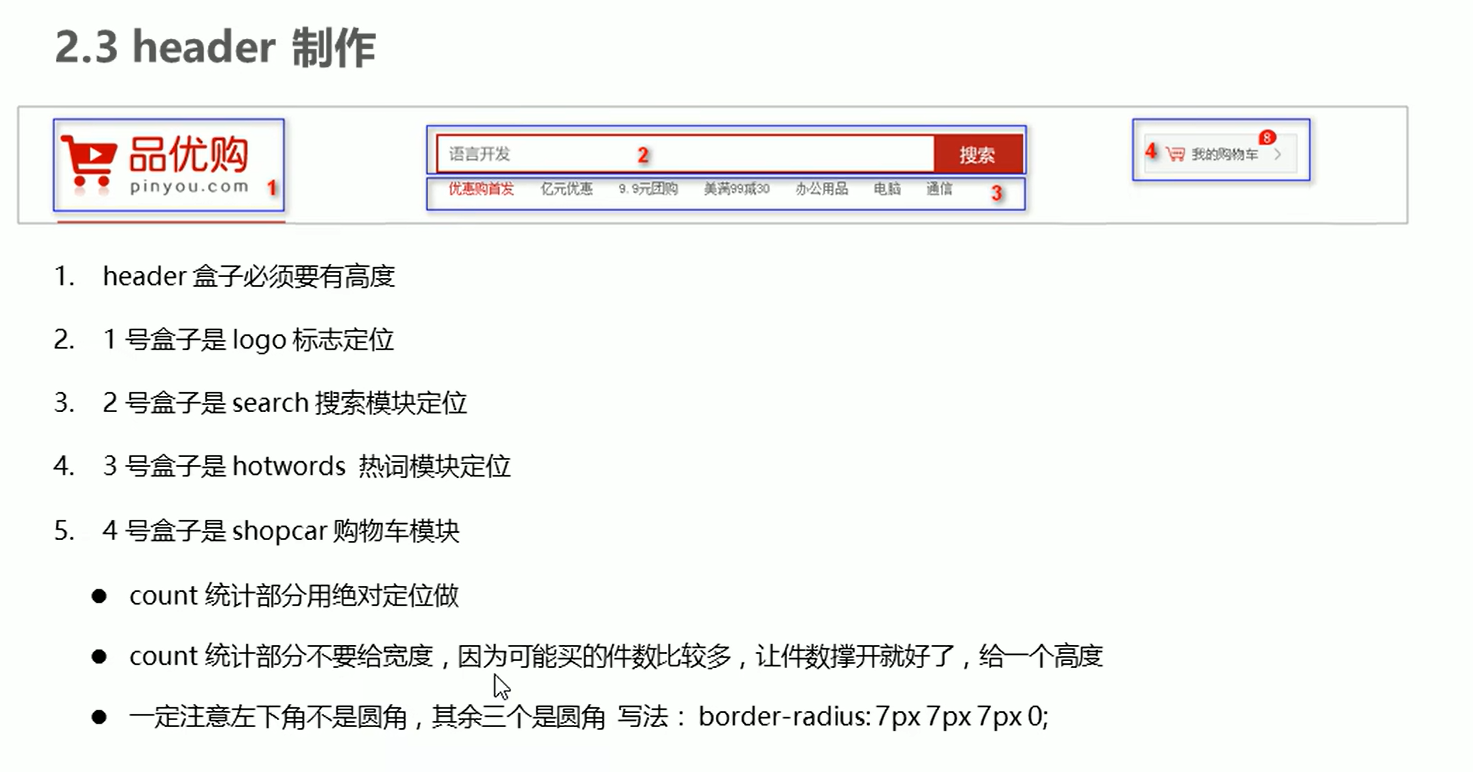 2.3 header 制作
品优购
pinyou.com
1
语言开发
2
搜索
优惠购首发 亿元优惠 9.9元团购 美满99减30 办公用品 电脑 通信
3
4
我的购物车
8
1. header 盒子必须要有高度
2. 1 号盒子是 logo 标志定位
3. 2 号盒子是 search 搜索模块定位
4. 3 号盒子是 hotwords 热词模块定位
5. 4 号盒子是 shopcar 购物车模块
● count 统计部分用绝对定位做
● count 统计部分不要给宽度，因为可能买的件数比较多，让件数撑开就好了，给一个高度
● 一定注意左下角不是圆角，其余三个是圆角 写法： border-radius: 7px 7px 7px 0;